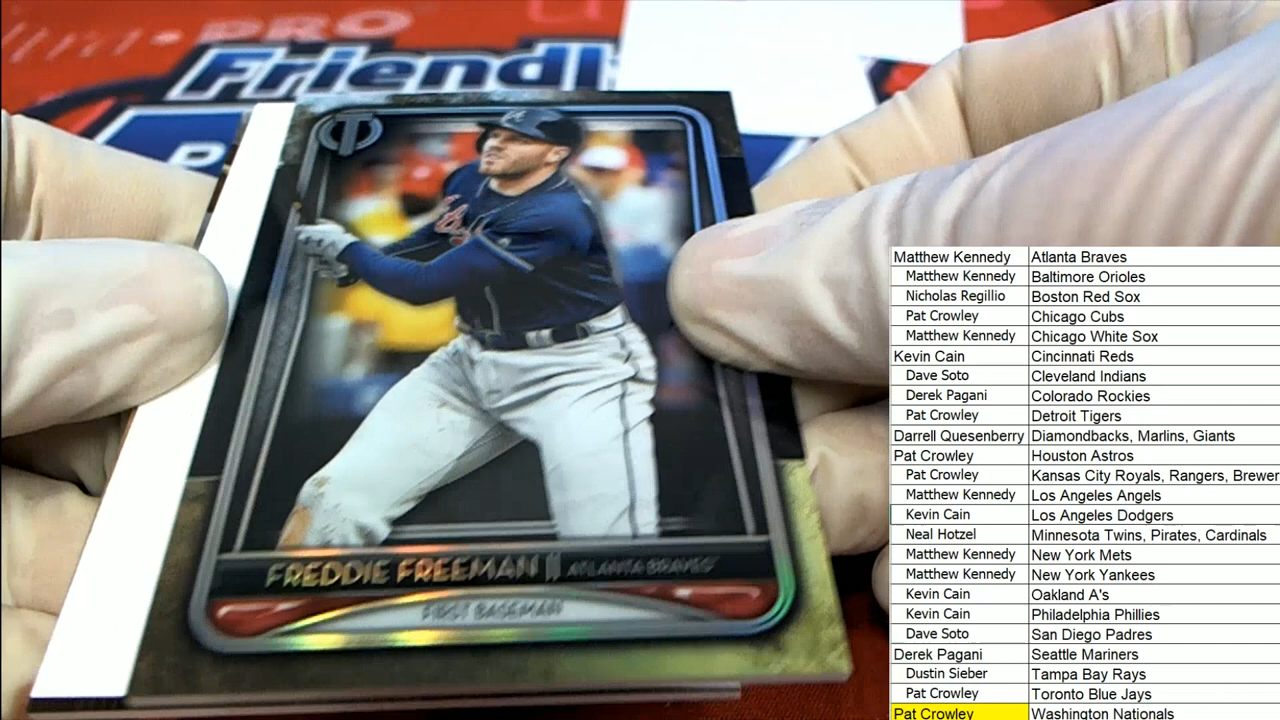 PRO
Friendl
P
FREDDIE FREEMAN || ATLANTA BRAVES
FIRST BASEMAN
Matthew Kennedy Atlanta Braves
Matthew Kennedy Baltimore Orioles
Nicholas Regillio Boston Red Sox
Pat Crowley Chicago Cubs
Matthew Kennedy Chicago White Sox
Kevin Cain Cincinnati Reds
Dave Soto Cleveland Indians
Derek Pagani Colorado Rockies
Pat Crowley Detroit Tigers
Darrell Quesenberry Diamondbacks, Marlins, Giants
Pat Crowley Houston Astros
Pat Crowley Kansas City Royals, Rangers, Brewer
Matthew Kennedy Los Angeles Angels
Kevin Cain Los Angeles Dodgers
Neal Hotzel Minnesota Twins, Pirates, Cardinals
Matthew Kennedy New York Mets
Matthew Kennedy New York Yankees
Kevin Cain Oakland A's
Kevin Cain Philadelphia Phillies
Dave Soto San Diego Padres
Derek Pagani Seattle Mariners
Dustin Sieber Tampa Bay Rays
Pat Crowley Toronto Blue Jays
Pat Crowley Washington Nationals